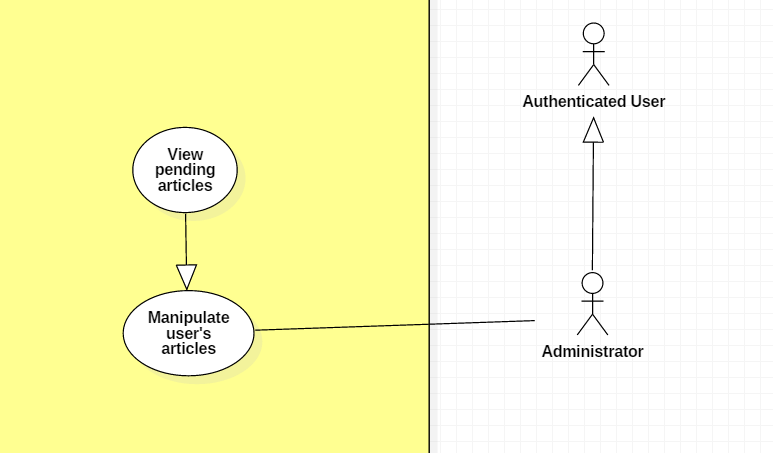 Authenticated User
View
pending
articles
Manipulate
user's
articles
Administrator